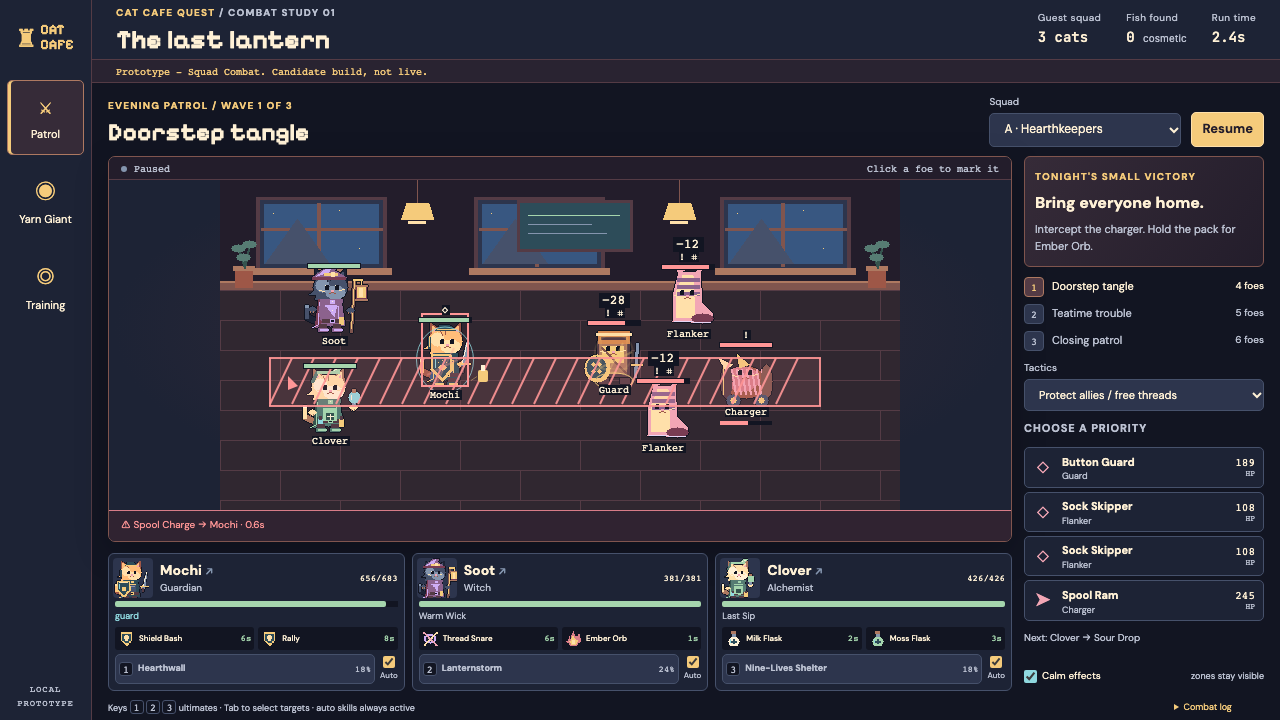 CAT
CAFE
CAT CAFE QUEST / COMBAT STUDY 01
The last lantern
Guest squad
3 cats
Fish found
0 cosmetic
Run time
2.4s
Prototype — Squad Combat. Candidate build, not live.
Patrol
Yarn Giant
Training
LOCAL
PROTOTYPE
EVENING PATROL / WAVE 1 OF 3
Doorstep tangle
Squad
A · Hearthkeepers
Resume
Paused
Click a foe to mark it
−12
! #
−28
! #
Flanker
Soot
!
−12
! #
Mochi
Guard
Charger
Clover
Flanker
⚠ Spool Charge → Mochi · 0.6s
TONIGHT'S SMALL VICTORY
Bring everyone home.
Intercept the charger. Hold the pack for
Ember Orb.
1 Doorstep tangle 4 foes
2 Teatime trouble 5 foes
3 Closing patrol 6 foes
Tactics
Protect allies / free threads
CHOOSE A PRIORITY
Button Guard 189
Guard HP
Sock Skipper 108
Flanker HP
Sock Skipper 108
Flanker HP
Spool Ram 245
Charger HP
Next: Clover → Sour Drop
Calm effects zones stay visible
Combat log
Mochi ↗
Guardian
656/683
guard
Shield Bash 6s
Rally 8s
1 Hearthwall 18%
Auto
Soot ↗
Witch
381/381
Warm Wick
Thread Snare 6s
Ember Orb 1s
2 Lanternstorm 24%
Auto
Clover ↗
Alchemist
426/426
Last Sip
Milk Flask 2s
Moss Flask 3s
3 Nine-Lives Shelter 18%
Auto
Keys 1 2 3 ultimates · Tab to select targets · auto skills always active